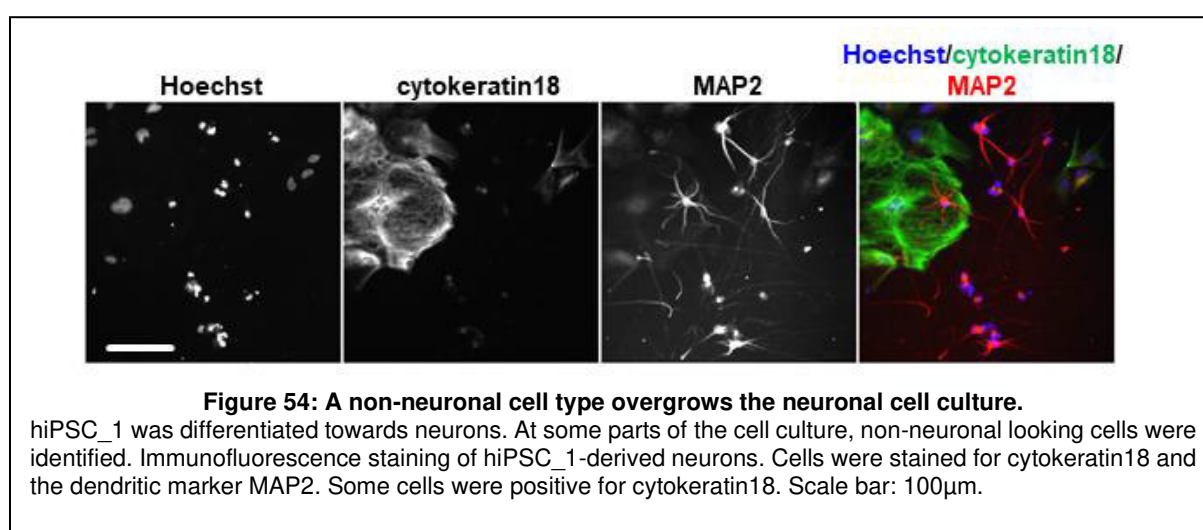 Hoechst/cytokeratin18/
Hoechst cytokeratin18 MAP2 MAP2
Figure 54: A non-neuronal cell type overgrows the neuronal cell culture.
hiPSC_1 was differentiated towards neurons. At some parts of the cell culture, non-neuronal looking cells were
identified. Immunofluorescence staining of hiPSC_1-derived neurons. Cells were stained for cytokeratin18 and
the dendritic marker MAP2. Some cells were positive for cytokeratin18. Scale bar: 100µm.